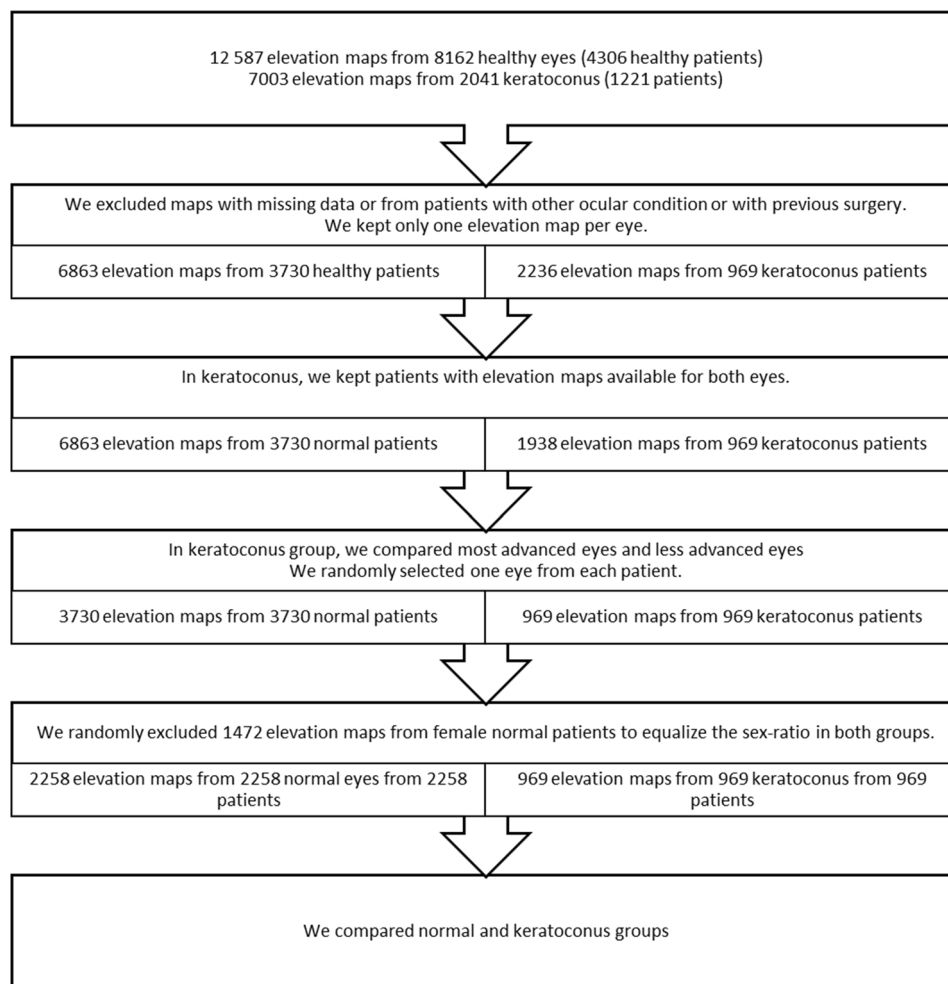 12 587 elevation maps from 8162 healthy eyes (4306 healthy patients)
7003 elevation maps from 2041 keratoconus (1221 patients)
We excluded maps with missing data or from patients with other ocular condition or with previous surgery.
We kept only one elevation map per eye.
6863 elevation maps from 3730 healthy patients
2236 elevation maps from 969 keratoconus patients
In keratoconus, we kept patients with elevation maps available for both eyes.
6863 elevation maps from 3730 normal patients
1938 elevation maps from 969 keratoconus patients
In keratoconus group, we compared most advanced eyes and less advanced eyes
We randomly selected one eye from each patient.
3730 elevation maps from 3730 normal patients
969 elevation maps from 969 keratoconus patients
We randomly excluded 1472 elevation maps from female normal patients to equalize the sex-ratio in both groups.
2258 elevation maps from 2258 normal eyes from 2258
patients
969 elevation maps from 969 keratoconus from 969
patients
We compared normal and keratoconus groups